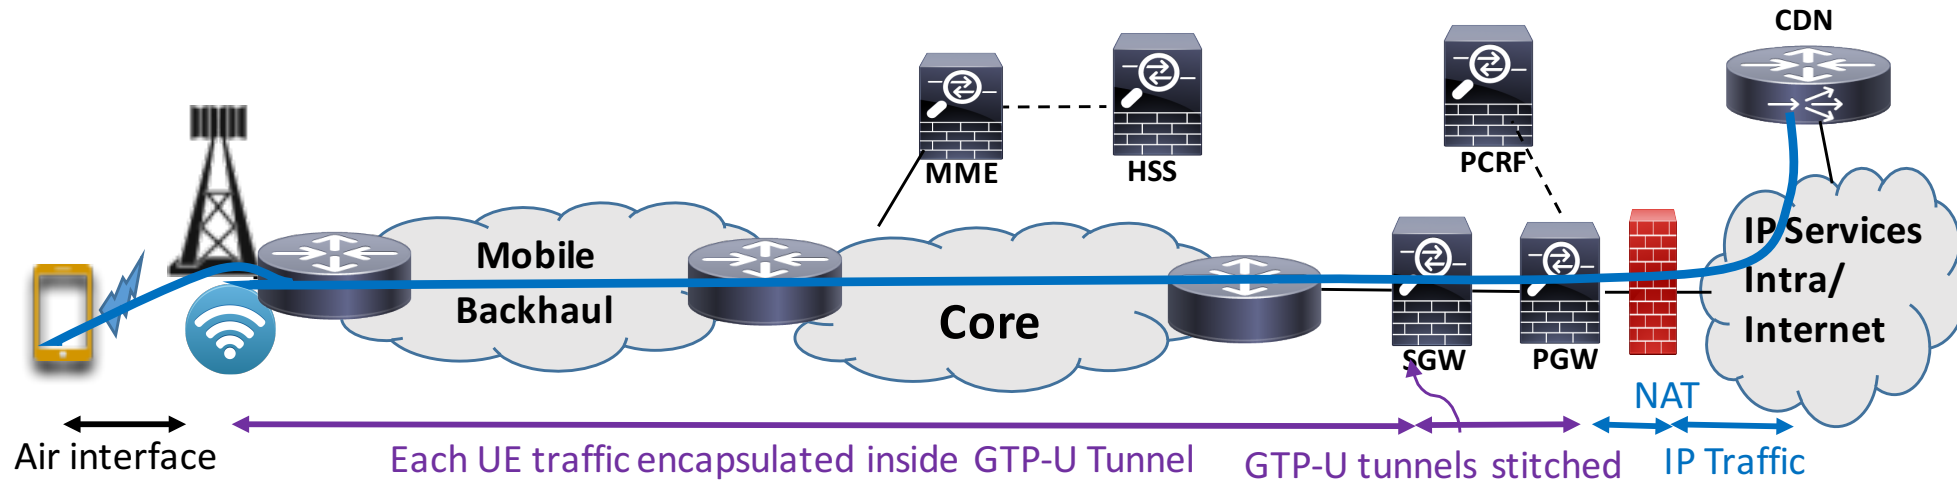 CDN
MME
HSS
PCRF
Mobile
Backhaul
Core
SGW
PGW
IP Services
Intra/
Internet
NAT
Air interface
Each UE traffic encapsulated inside GTP-U Tunnel
GTP-U tunnels stitched
IP Traffic